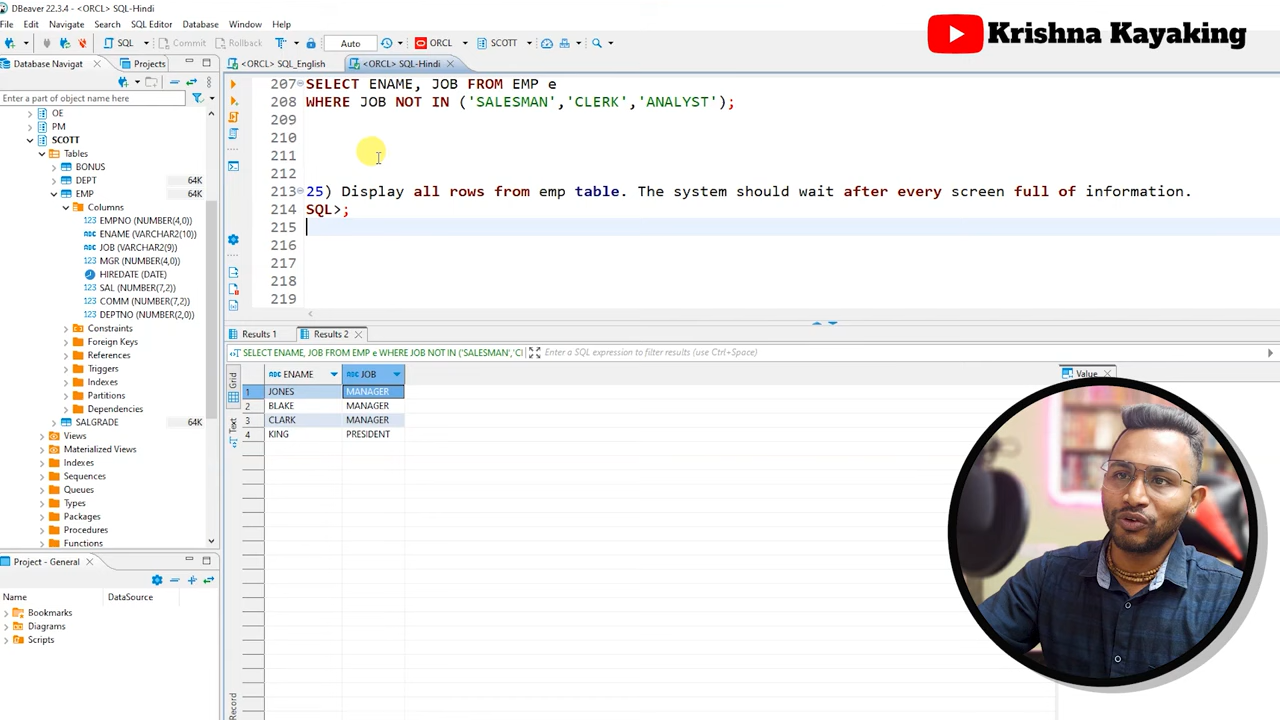 DBeaver 22.3.4 - <ORCL> SQL-Hindi
File Edit Navigate Search SQL Editor Database Window Help
SQL Commit Rollback Auto ORCL SCOTT
Krishna Kayaking
Database Navigat Projects
<ORCL> SQL_English <ORCL> SQL-Hindi
Enter a part of object name here
OE
PM
SCOTT
Tables
BONUS
DEPT 64K
EMP 64K
Columns
EMPNO (NUMBER(4,0))
ENAME (VARCHAR2(10))
JOB (VARCHAR2(9))
MGR (NUMBER(4,0))
HIREDATE (DATE)
SAL (NUMBER(7,2))
COMM (NUMBER(7,2))
DEPTNO (NUMBER(2,0))
Constraints
Foreign Keys
References
Triggers
Indexes
Partitions
Dependencies
SALGRADE 64K
Views
Materialized Views
Indexes
Sequences
Queues
Types
Packages
Procedures
Functions
Project - General
Name DataSource
Bookmarks
Diagrams
Scripts
207 SELECT ENAME, JOB FROM EMP e
208 WHERE JOB NOT IN ('SALESMAN','CLERK','ANALYST');
209
210
211
212
213 25) Display all rows from emp table. The system should wait after every screen full of information.
214 SQL>;
215
216
217
218
219
Results 1 Results 2
SELECT ENAME, JOB FROM EMP e WHERE JOB NOT IN ('SALESMAN','Cl Enter a SQL expression to filter results (use Ctrl+Space)
Grid
Text
Record
ENAME JOB
1 JONES MANAGER
2 BLAKE MANAGER
3 CLARK MANAGER
4 KING PRESIDENT
Value